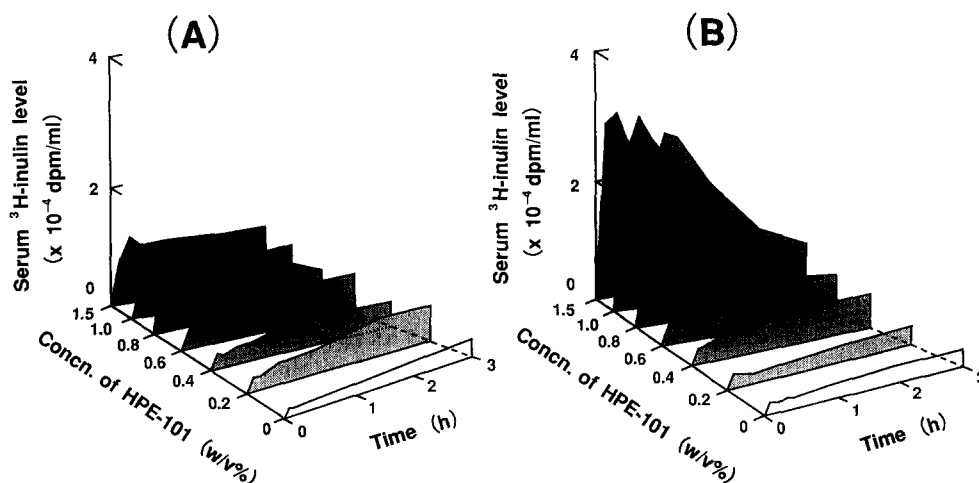 (A)
Serum ³H-inulin level
(x 10⁻⁴ dpm/ml)
4
2
0
1.5
1.0
0.8
0.6
0.4
0.2
0
Concn. of HPE-101 (w/v%)
0
1
2
3
Time (h)
(B)
Serum ³H-inulin level
(x 10⁻⁴ dpm/ml)
4
2
0
1.5
1.0
0.8
0.6
0.4
0.2
0
Concn. of HPE-101 (w/v%)
0
1
2
Time (h)